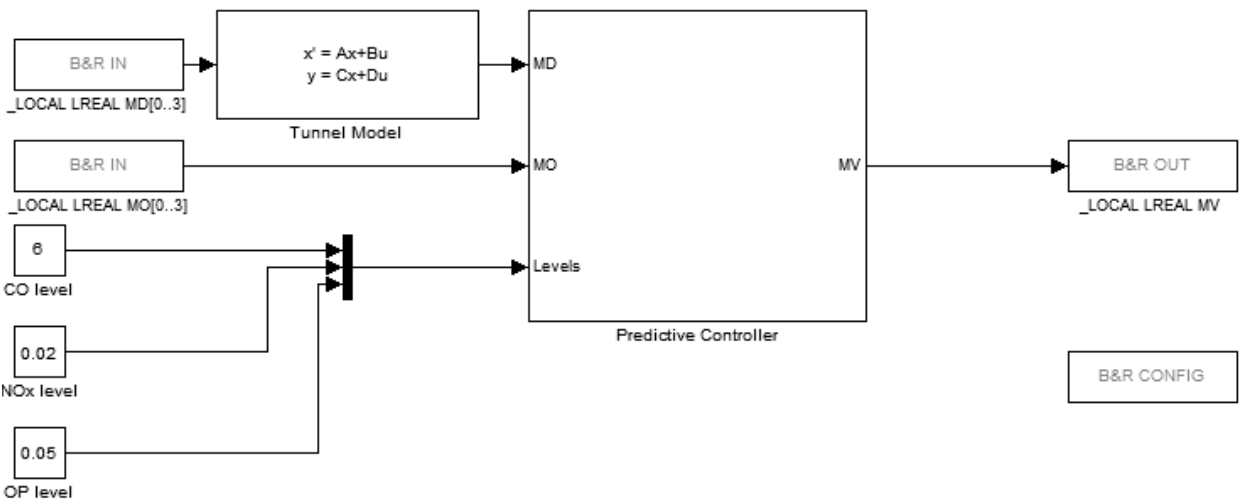 B&R IN
_LOCAL LREAL MD[0..3]
x' = Ax+Bu
y = Cx+Du
Tunnel Model
B&R IN
_LOCAL LREAL MO[0..3]
6
CO level
0.02
NOx level
0.05
OP level
MD
MO
Levels
MV
Predictive Controller
B&R OUT
_LOCAL LREAL MV
B&R CONFIG